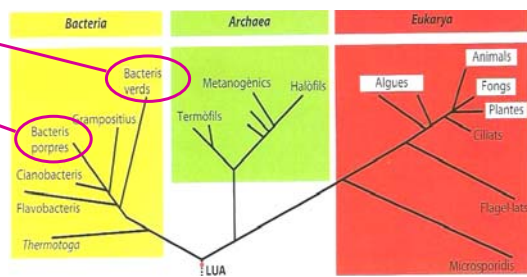 Bacteria
Archaea
Eukarya
Bacteris
verds
Grampositius
Bacteris
porpres
Cianobacteris
Flavobacteris
Thermotoga
Metanogènics
Halòfils
Termòfils
Animals
Algues
Fongs
Plantes
Ciliats
Flagel·lats
Microsporidis
LUA